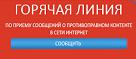 ГОРЯЧАЯ ЛИНИЯ
ПО ПРИЕМУ СООБЩЕНИЙ О ПРОТИВОПРАВНОМ КОНТЕНТЕ
В СЕТИ ИНТЕРНЕТ
СООБЩИТЬ